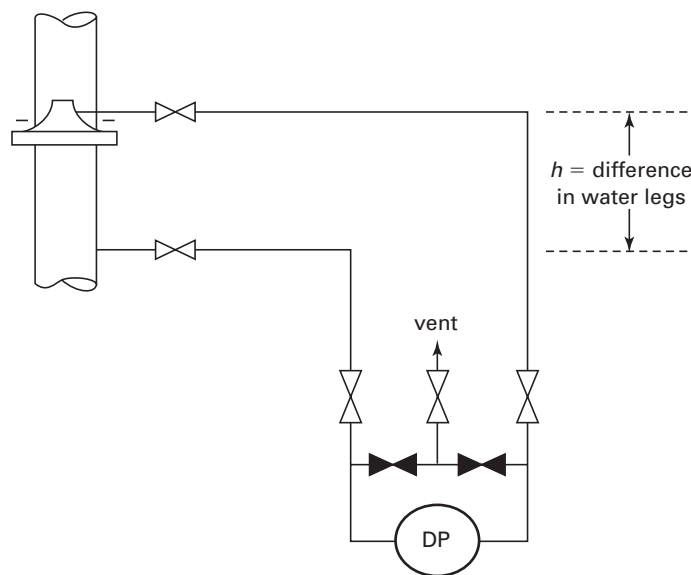 h = difference
in water legs
vent
DP